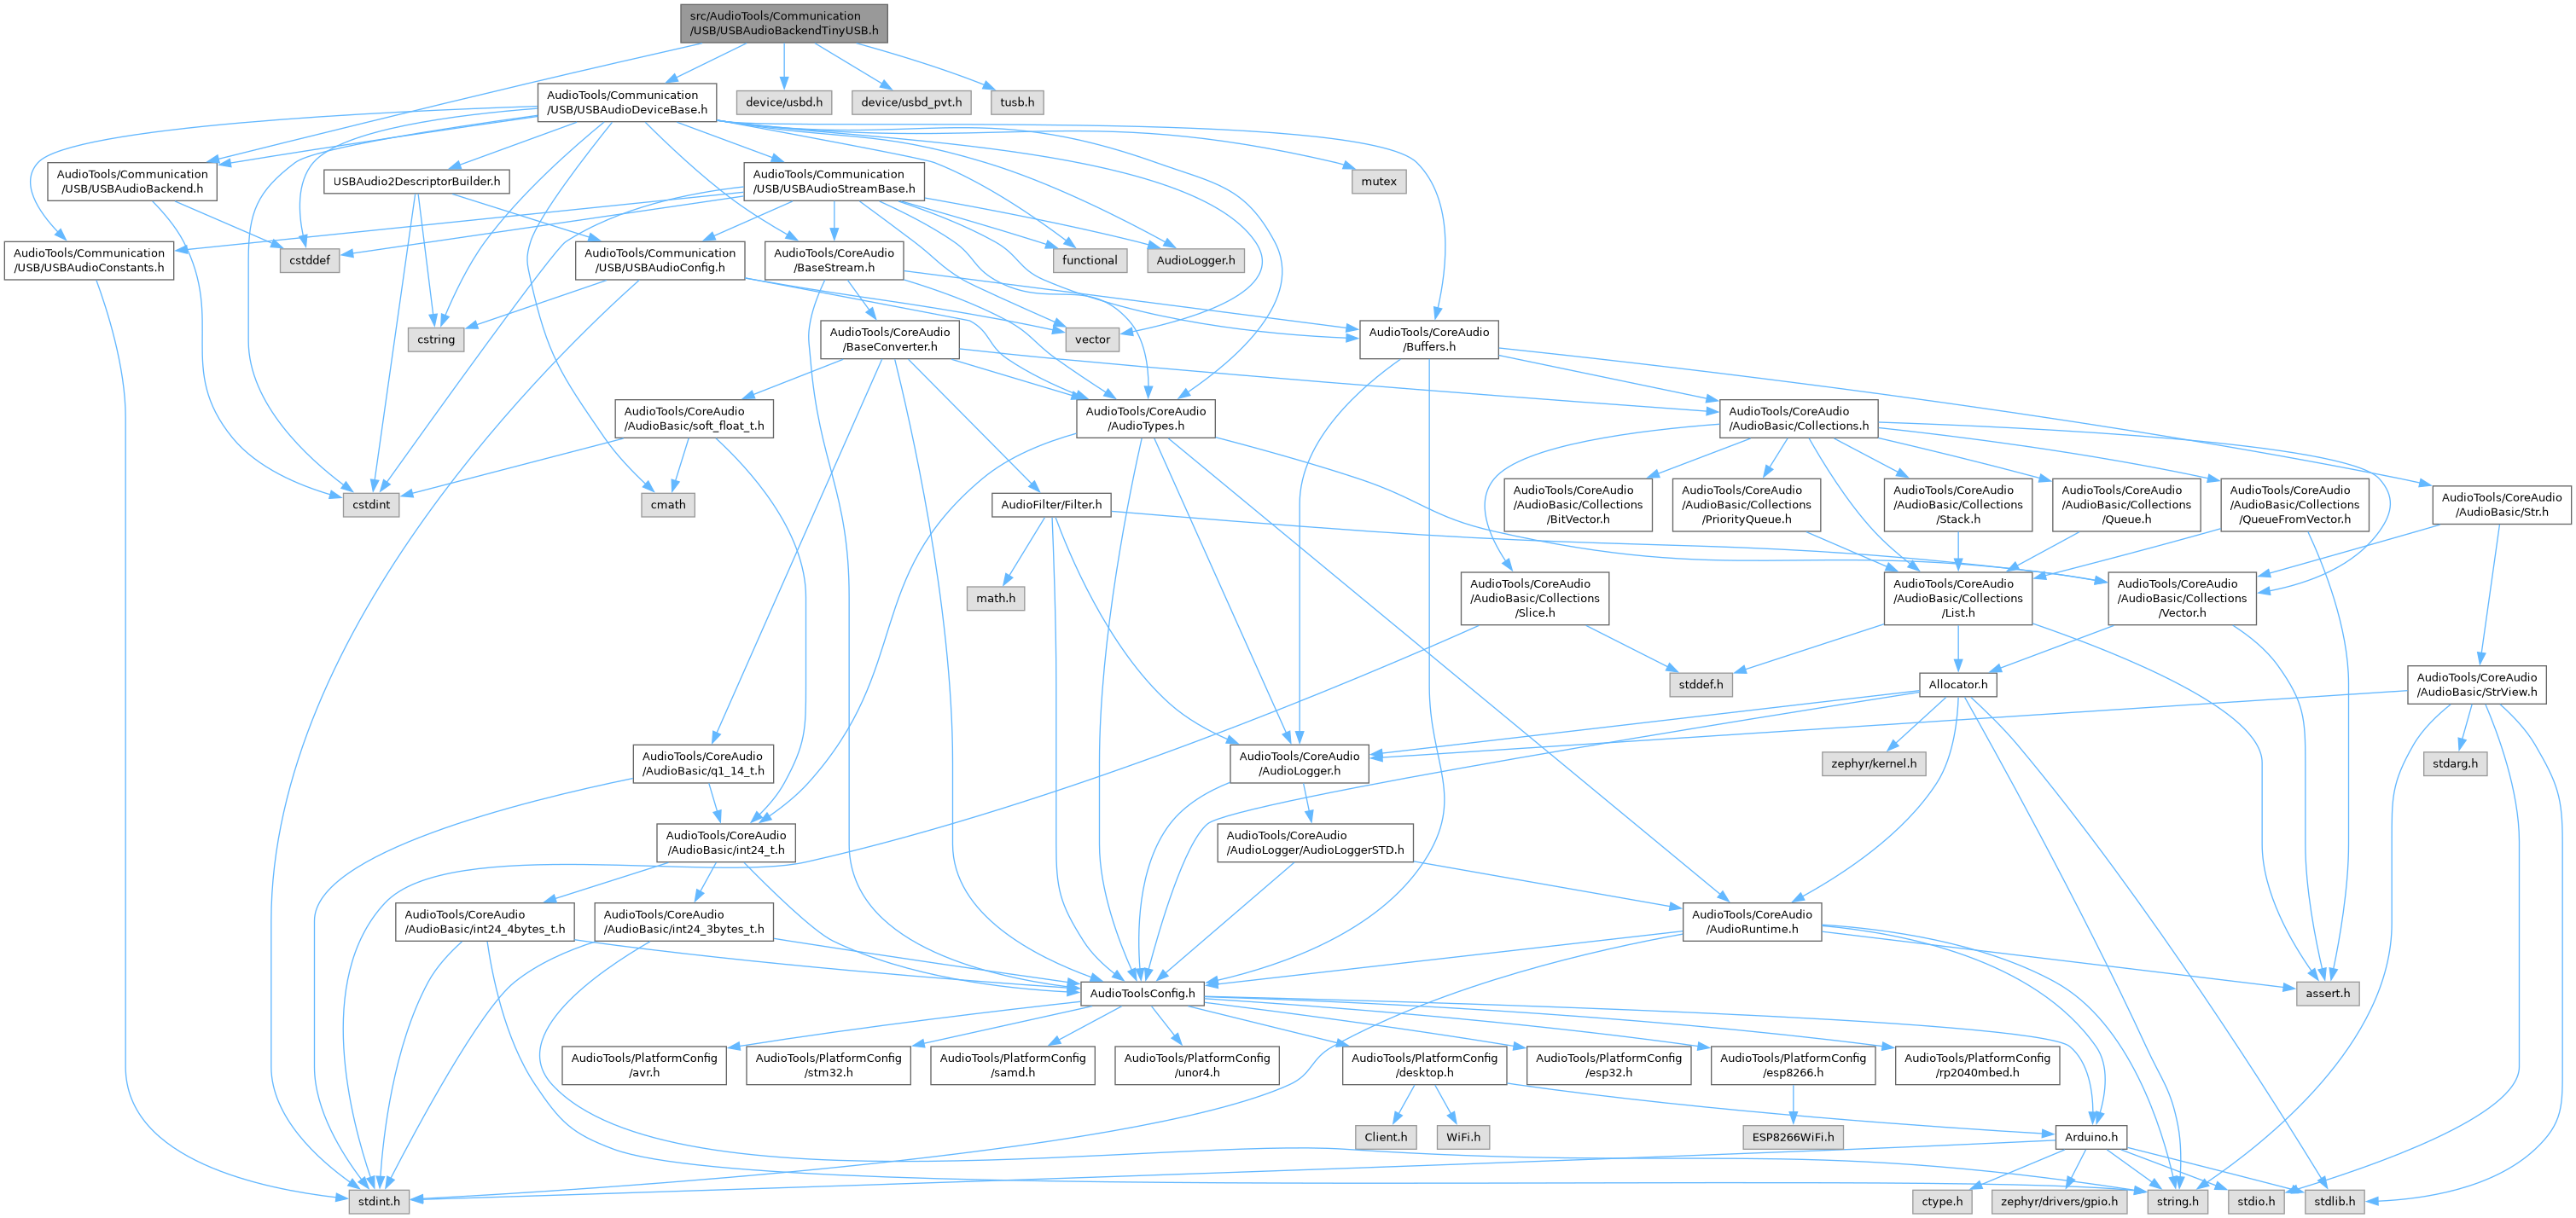 src/AudioTools/Communication
/USB/USBAudioBackendTinyUSB.h
AudioTools/Communication
/USB/USBAudioDeviceBase.h
device/usbd.h
device/usbd_pvt.h
tusb.h
AudioTools/Communication
/USB/USBAudioBackend.h
USBAudio2DescriptorBuilder.h
AudioTools/Communication
/USB/USBAudioStreamBase.h
mutex
AudioTools/Communication
/USB/USBAudioConstants.h
cstddef
AudioTools/Communication
/USB/USBAudioConfig.h
AudioTools/CoreAudio
/BaseStream.h
functional
AudioLogger.h
cstring
AudioTools/CoreAudio
/BaseConverter.h
vector
AudioTools/CoreAudio
/Buffers.h
AudioTools/CoreAudio
/AudioBasic/soft_float_t.h
AudioTools/CoreAudio
/AudioTypes.h
AudioTools/CoreAudio
/AudioBasic/Collections.h
cstdint
cmath
AudioFilter/Filter.h
AudioTools/CoreAudio
/AudioBasic/Collections
/BitVector.h
AudioTools/CoreAudio
/AudioBasic/Collections
/PriorityQueue.h
AudioTools/CoreAudio
/AudioBasic/Collections
/Stack.h
AudioTools/CoreAudio
/AudioBasic/Collections
/Queue.h
AudioTools/CoreAudio
/AudioBasic/Collections
/QueueFromVector.h
AudioTools/CoreAudio
/AudioBasic/Str.h
math.h
AudioTools/CoreAudio
/AudioBasic/Collections
/Slice.h
AudioTools/CoreAudio
/AudioBasic/Collections
/List.h
AudioTools/CoreAudio
/AudioBasic/Collections
/Vector.h
stddef.h
Allocator.h
AudioTools/CoreAudio
/AudioBasic/StrView.h
AudioTools/CoreAudio
/AudioBasic/q1_14_t.h
AudioTools/CoreAudio
/AudioLogger.h
zephyr/kernel.h
stdarg.h
AudioTools/CoreAudio
/AudioBasic/int24_t.h
AudioTools/CoreAudio
/AudioLogger/AudioLoggerSTD.h
AudioTools/CoreAudio
/AudioBasic/int24_4bytes_t.h
AudioTools/CoreAudio
/AudioBasic/int24_3bytes_t.h
AudioTools/CoreAudio
/AudioRuntime.h
AudioToolsConfig.h
assert.h
AudioTools/PlatformConfig
/avr.h
AudioTools/PlatformConfig
/stm32.h
AudioTools/PlatformConfig
/samd.h
AudioTools/PlatformConfig
/unor4.h
AudioTools/PlatformConfig
/desktop.h
AudioTools/PlatformConfig
/esp32.h
AudioTools/PlatformConfig
/esp8266.h
AudioTools/PlatformConfig
/rp2040mbed.h
Client.h
WiFi.h
ESP8266WiFi.h
Arduino.h
stdint.h
ctype.h
zephyr/drivers/gpio.h
string.h
stdio.h
stdlib.h